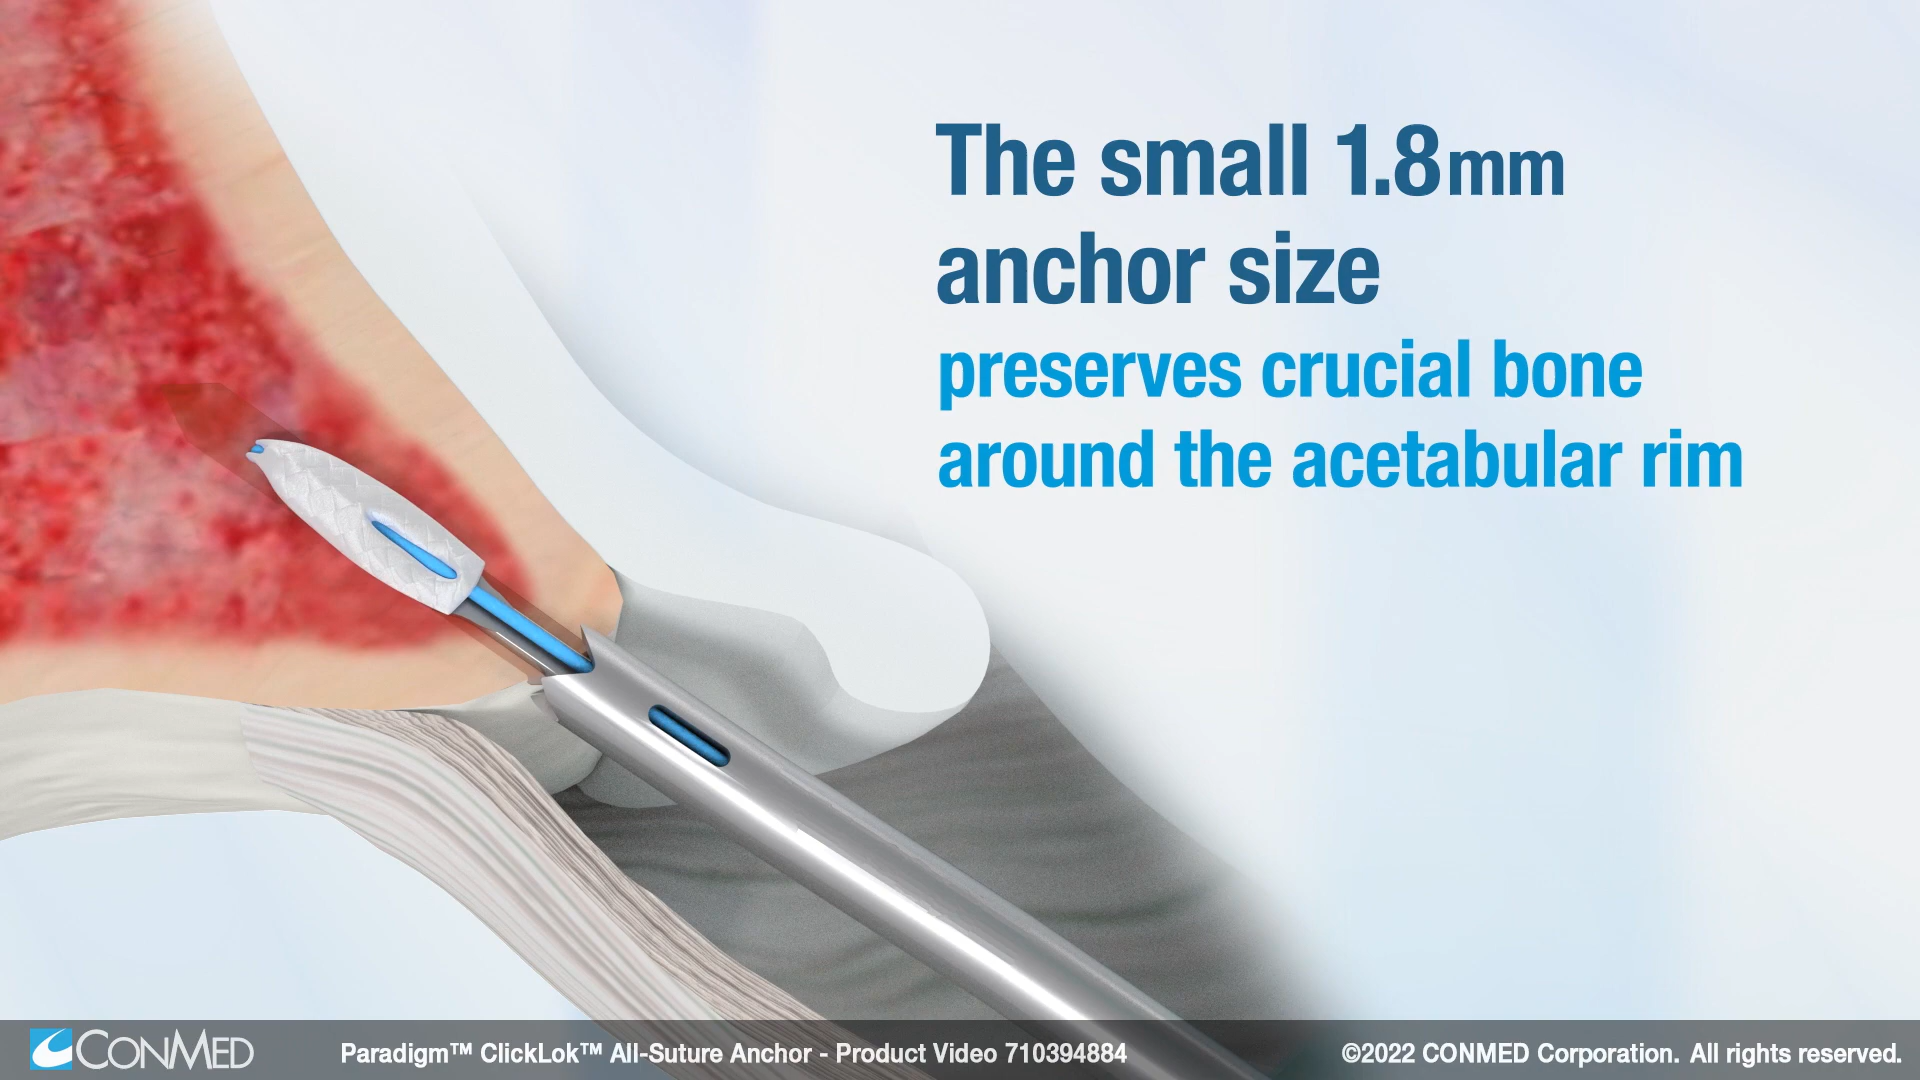 The small 1.8mm
anchor size
preserves crucial bone
around the acetabular rim
CONMED
Paradigm™ ClickLok™ All-Suture Anchor - Product Video 710394884
©2022 CONMED Corporation. All rights reserved.